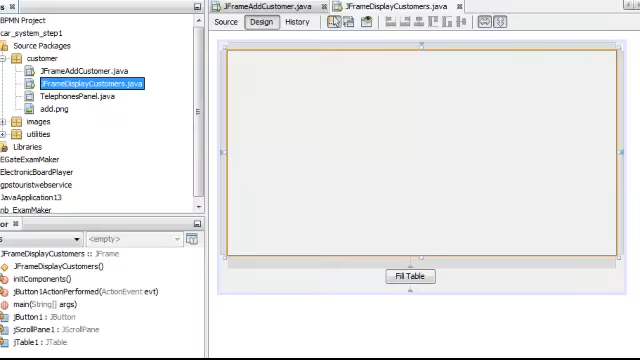 s
JFrameAddCustomer.java
JFrameDisplayCustomers.java
Source
Design
History
BPMN Project
car_system_step1
Source Packages
customer
JFrameAddCustomer.java
JFrameDisplayCustomers.java
TelephonesPanel.java
add.png
images
utilities
Libraries
EGateExamMaker
ElectronicBoardPlayer
gpstouristwebservice
JavaApplication13
nb_ExamMaker
or
s
<empty>
JFrameDisplayCustomers :: JFrame
JFrameDisplayCustomers()
initComponents()
jButton1ActionPerformed(ActionEvent evt)
main(String[] args)
jButton1 : JButton
jScrollPane1 : JScrollPane
jTable1 : JTable
Fill Table